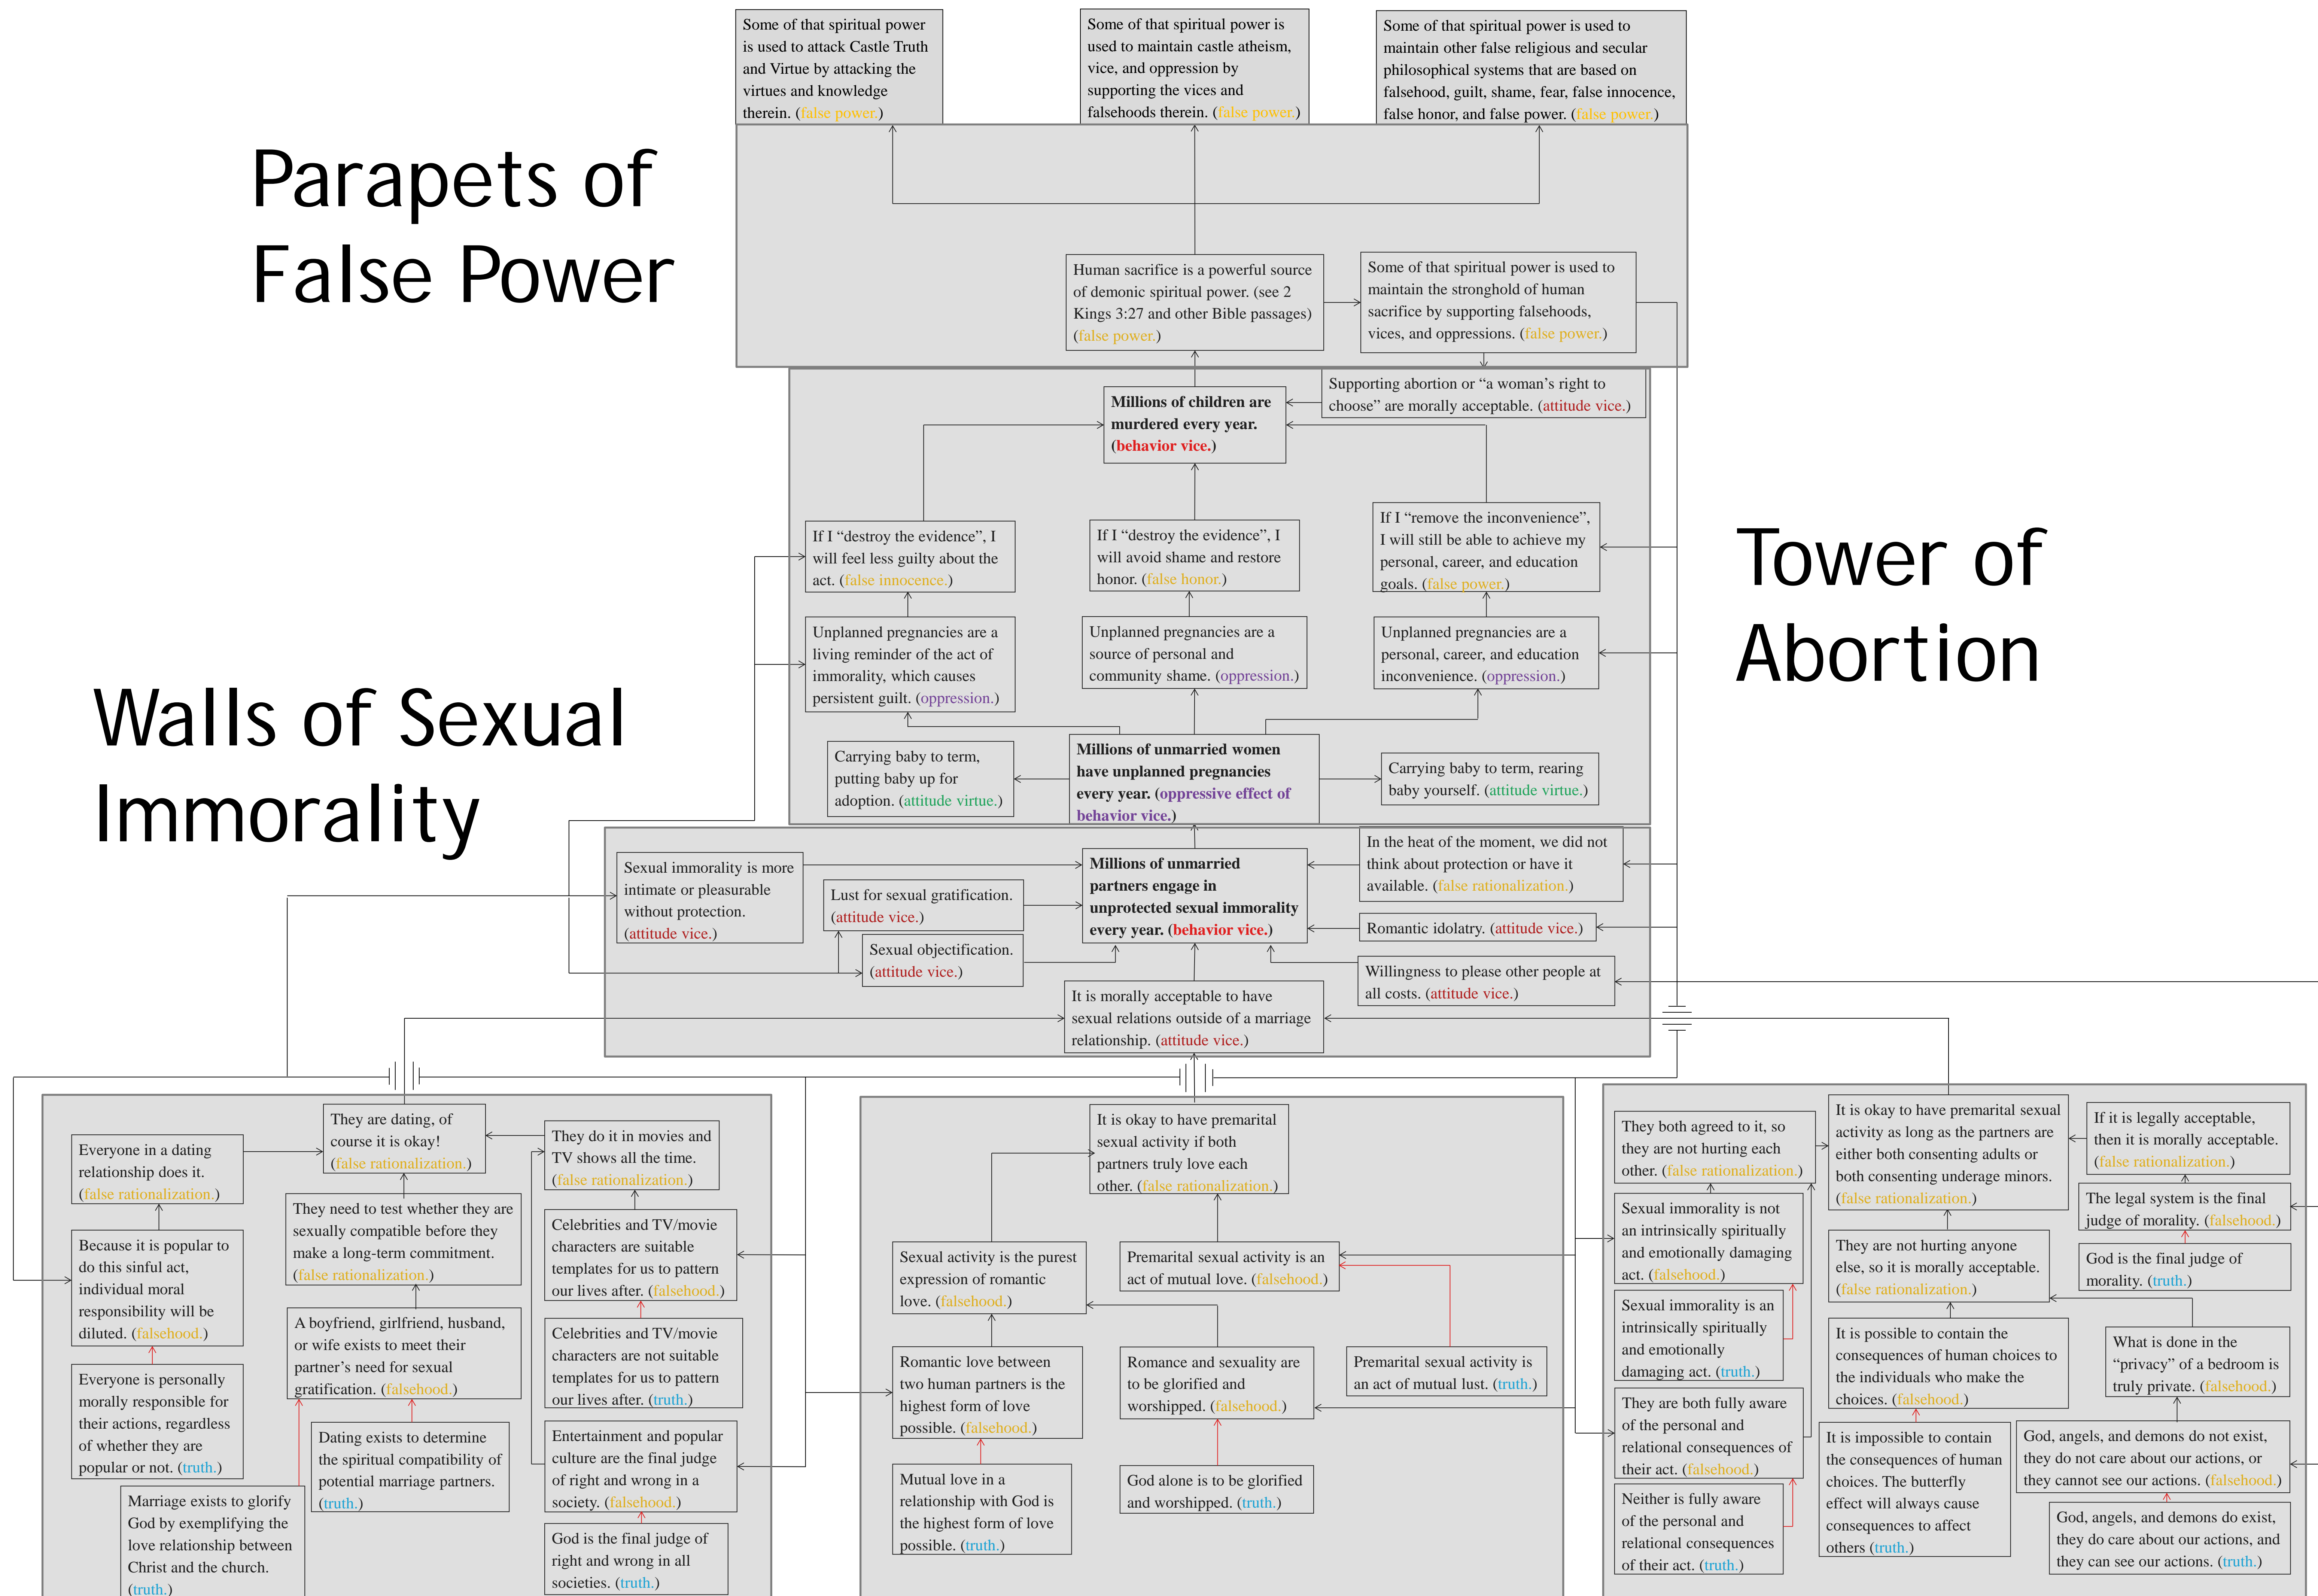 Some of that spiritual power
is used to attack Castle Truth
and Virtue by attacking the
virtues and knowledge
therein. (false power.)
Some of that spiritual power is
used to maintain castle atheism,
vice, and oppression by
supporting the vices and
falsehoods therein. (false power.)
Some of that spiritual power is used to
maintain other false religious and secular
philosophical systems that are based on
falsehood, guilt, shame, fear, false innocence,
false honor, and false power. (false power.)
Parapets of
False Power
Human sacrifice is a powerful source
of demonic spiritual power. (see 2
Kings 3:27 and other Bible passages)
(false power.)
Some of that spiritual power is used to
maintain the stronghold of human
sacrifice by supporting falsehoods,
vices, and oppressions. (false power.)
Supporting abortion or “a woman’s right to
choose” are morally acceptable. (attitude vice.)
Millions of children are
murdered every year.
(behavior vice.)
If I “destroy the evidence”, I
will feel less guilty about the
act. (false innocence.)
If I “destroy the evidence”, I
will avoid shame and restore
honor. (false honor.)
If I “remove the inconvenience”,
I will still be able to achieve my
personal, career, and education
goals. (false power.)
Tower of
Abortion
Unplanned pregnancies are a
living reminder of the act of
immorality, which causes
persistent guilt. (oppression.)
Unplanned pregnancies are a
source of personal and
community shame. (oppression.)
Unplanned pregnancies are a
personal, career, and education
inconvenience. (oppression.)
Walls of Sexual
Immorality
Carrying baby to term,
putting baby up for
adoption. (attitude virtue.)
Millions of unmarried women
have unplanned pregnancies
every year. (oppressive effect of
behavior vice.)
Carrying baby to term, rearing
baby yourself. (attitude virtue.)
Sexual immorality is more
intimate or pleasurable
without protection.
(attitude vice.)
Lust for sexual gratification.
(attitude vice.)
Sexual objectification.
(attitude vice.)
Millions of unmarried
partners engage in
unprotected sexual immorality
every year. (behavior vice.)
In the heat of the moment, we did not
think about protection or have it
available. (false rationalization.)
Romantic idolatry. (attitude vice.)
Willingness to please other people at
all costs. (attitude vice.)
It is morally acceptable to have
sexual relations outside of a marriage
relationship. (attitude vice.)
They are dating, of
course it is okay!
(false rationalization.)
Everyone in a dating
relationship does it.
(false rationalization.)
They do it in movies and
TV shows all the time.
(false rationalization.)
They need to test whether they are
sexually compatible before they
make a long-term commitment.
(false rationalization.)
Because it is popular to
do this sinful act,
individual moral
responsibility will be
diluted. (falsehood.)
Celebrities and TV/movie
characters are suitable
templates for us to pattern
our lives after. (falsehood.)
A boyfriend, girlfriend, husband,
or wife exists to meet their
partner’s need for sexual
gratification. (falsehood.)
Celebrities and TV/movie
characters are not suitable
templates for us to pattern
our lives after. (truth.)
Everyone is personally
morally responsible for
their actions, regardless
of whether they are
popular or not. (truth.)
Dating exists to determine
the spiritual compatibility of
potential marriage partners.
(truth.)
Entertainment and popular
culture are the final judge
of right and wrong in a
society. (falsehood.)
Marriage exists to glorify
God by exemplifying the
love relationship between
Christ and the church.
(truth.)
God is the final judge of
right and wrong in all
societies. (truth.)
It is okay to have premarital
sexual activity if both
partners truly love each
other. (false rationalization.)
Sexual activity is the purest
expression of romantic
love. (falsehood.)
Premarital sexual activity is an
act of mutual love. (falsehood.)
Romantic love between
two human partners is the
highest form of love
possible. (falsehood.)
Romance and sexuality are
to be glorified and
worshipped. (falsehood.)
Premarital sexual activity is
an act of mutual lust. (truth.)
Mutual love in a
relationship with God is
the highest form of love
possible. (truth.)
God alone is to be glorified
and worshipped. (truth.)
They both agreed to it, so
they are not hurting each
other. (false rationalization.)
It is okay to have premarital sexual
activity as long as the partners are
either both consenting adults or
both consenting underage minors.
(false rationalization.)
If it is legally acceptable,
then it is morally acceptable.
(false rationalization.)
Sexual immorality is not
an intrinsically spiritually
and emotionally damaging
act. (falsehood.)
The legal system is the final
judge of morality. (falsehood.)
They are not hurting anyone
else, so it is morally acceptable.
(false rationalization.)
God is the final judge of
morality. (truth.)
Sexual immorality is an
intrinsically spiritually
and emotionally
damaging act. (truth.)
It is possible to contain the
consequences of human choices to
the individuals who make the
choices. (falsehood.)
What is done in the
“privacy” of a bedroom is
truly private. (falsehood.)
They are both fully aware
of the personal and
relational consequences of
their act. (falsehood.)
It is impossible to contain
the consequences of human
choices. The butterfly
effect will always cause
consequences to affect
others (truth.)
God, angels, and demons do not exist,
they do not care about our actions, or
they cannot see our actions. (falsehood.)
Neither is fully aware
of the personal and
relational consequences
of their act. (truth.)
God, angels, and demons do exist,
they do care about our actions, and
they can see our actions. (truth.)